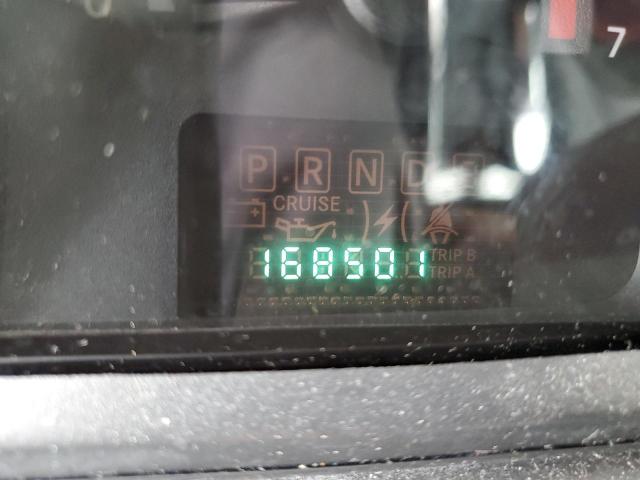 7
P R N D
CRUISE
168501
TRIP B
TRIP A